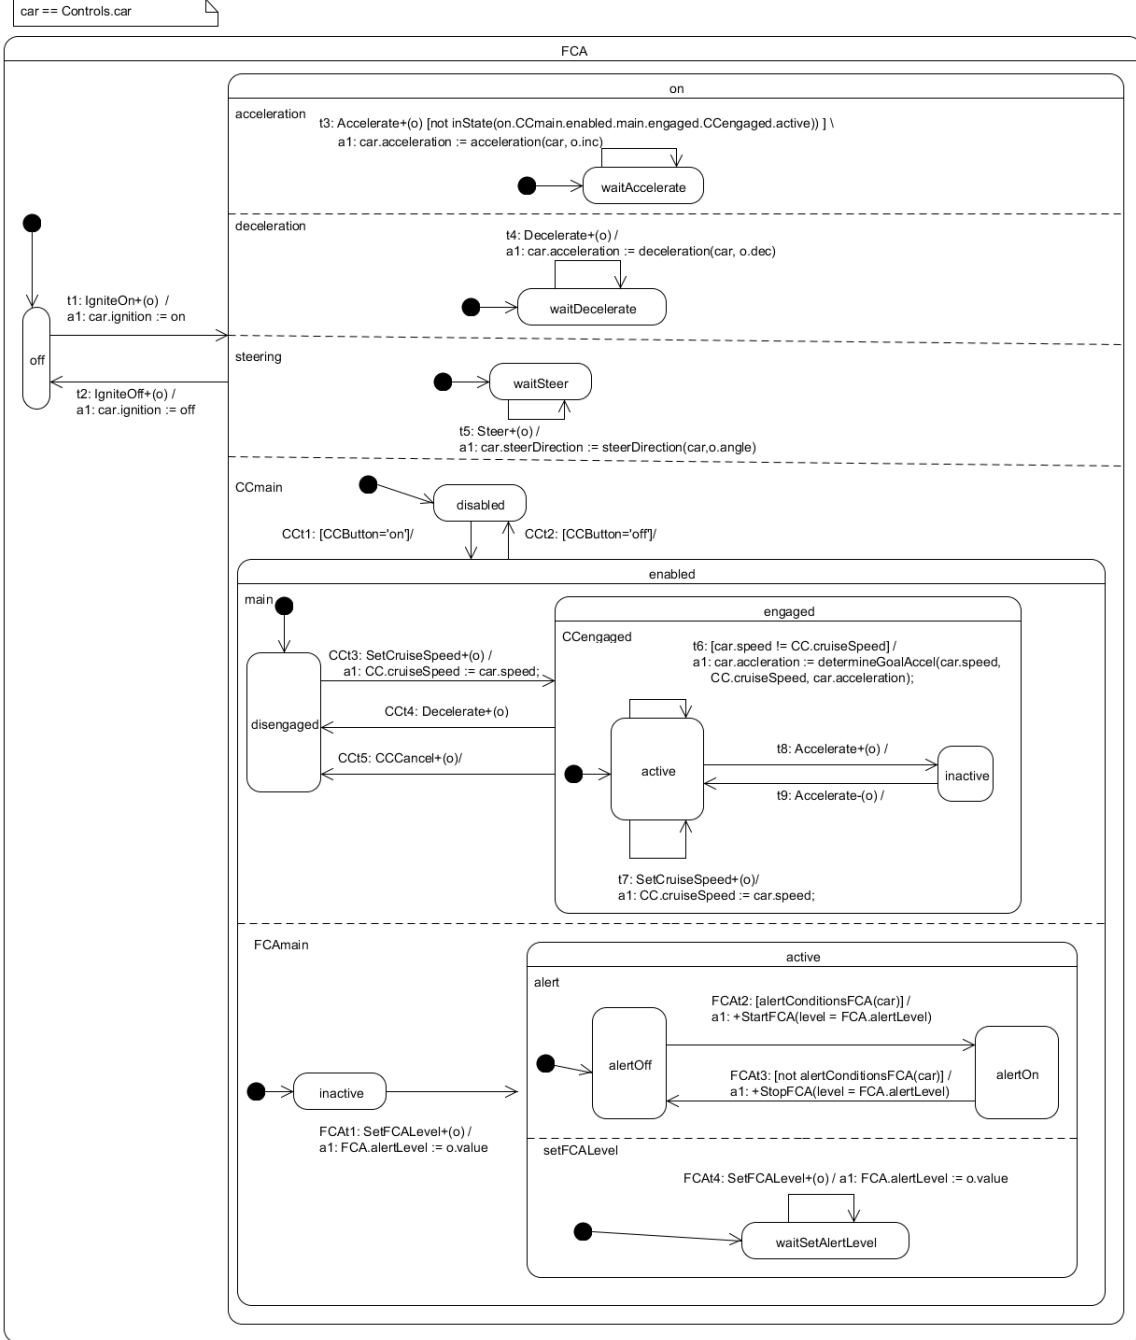 car == Controls.car
FCA
on
acceleration
t3: Accelerate+(o) [not inState(on.CCmain.enabled.main.engaged.CCengaged.active)) ] \
a1: car.acceleration := acceleration(car, o.inc)
waitAccelerate
deceleration
t4: Decelerate+(o) /
a1: car.acceleration := deceleration(car, o.dec)
waitDecelerate
t1: IgniteOn+(o) /
a1: car.ignition := on
off
t2: IgniteOff+(o) /
a1: car.ignition := off
steering
waitSteer
t5: Steer+(o) /
a1: car.steerDirection := steerDirection(car,o.angle)
CCmain
disabled
CCt1: [CCButton='on']/
CCt2: [CCButton='off']/
enabled
main
engaged
CCengaged
t6: [car.speed != CC.cruiseSpeed] /
a1: car.accleration := determineGoalAccel(car.speed,
CC.cruiseSpeed, car.acceleration);
CCt3: SetCruiseSpeed+(o) /
a1: CC.cruiseSpeed := car.speed;
CCt4: Decelerate+(o)
disengaged
CCt5: CCCancel+(o)/
active
t8: Accelerate+(o) /
inactive
t9: Accelerate-(o) /
t7: SetCruiseSpeed+(o)/
a1: CC.cruiseSpeed := car.speed;
FCAmain
active
alert
FCAt2: [alertConditionsFCA(car)] /
a1: +StartFCA(level = FCA.alertLevel)
alertOff
FCAt3: [not alertConditionsFCA(car)] /
a1: +StopFCA(level = FCA.alertLevel)
alertOn
inactive
FCAt1: SetFCALevel+(o) /
a1: FCA.alertLevel := o.value
setFCALevel
FCAt4: SetFCALevel+(o) / a1: FCA.alertLevel := o.value
waitSetAlertLevel